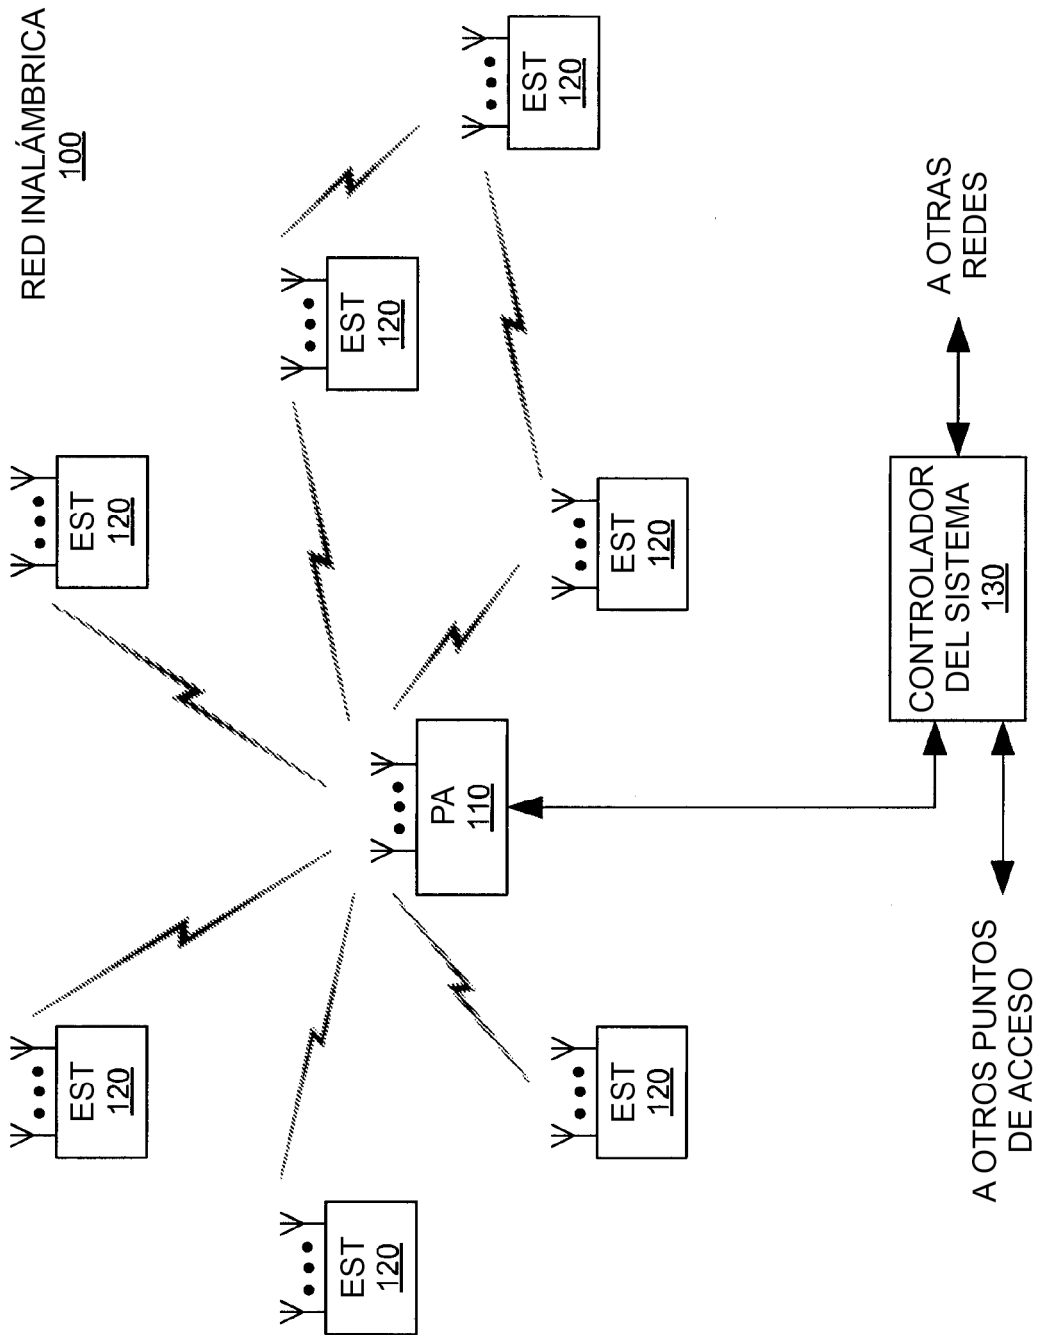 RED INALÁMBRICA
100
EST
120
EST
120
EST
120
EST
120
PA
110
EST
120
EST
120
EST
120
CONTROLADOR
DEL SISTEMA
130
A OTRAS
REDES
A OTROS PUNTOS
DE ACCESO